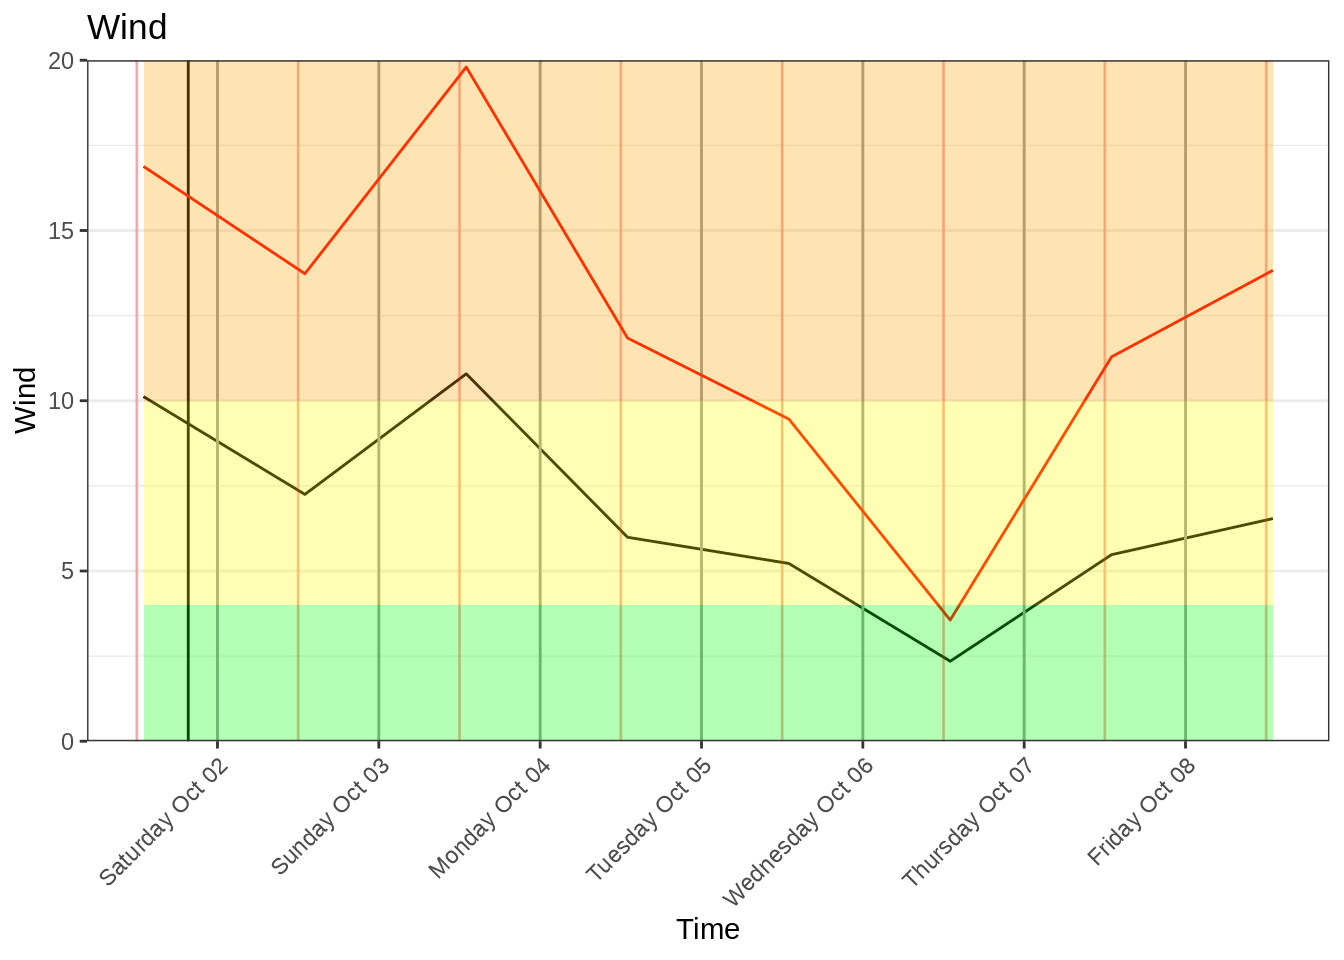 Wind
20
15
10
5
0
Wind
Saturday Oct 02
Sunday Oct 03
Monday Oct 04
Tuesday Oct 05
Wednesday Oct 06
Thursday Oct 07
Friday Oct 08
Time